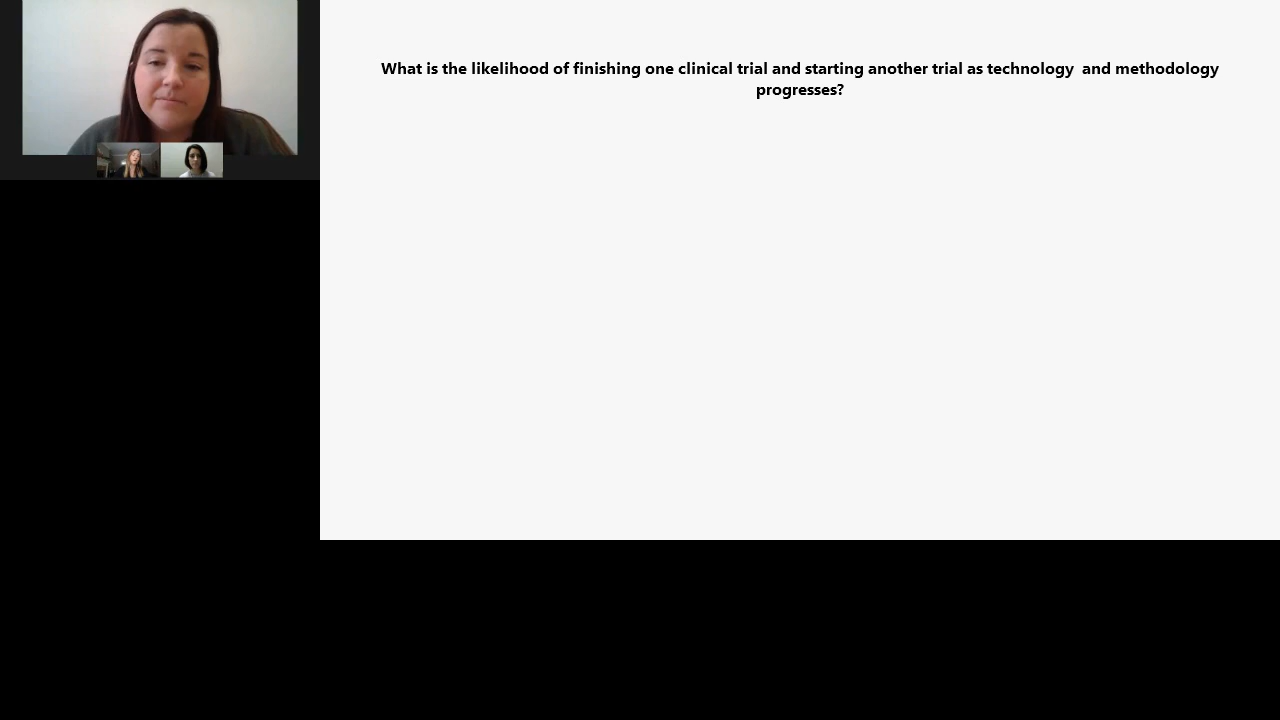 What is the likelihood of finishing one clinical trial and starting another trial as technology  and methodology
progresses?